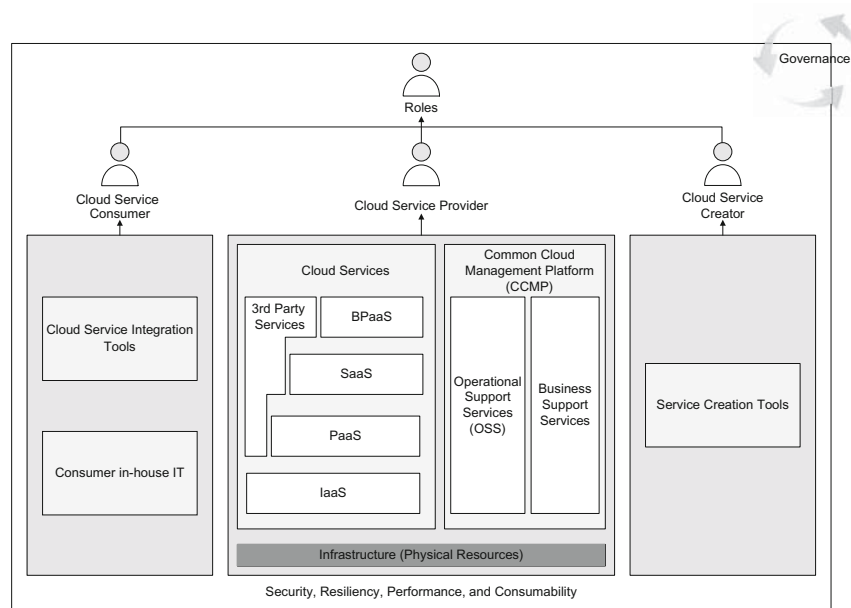 Governance
Roles
Cloud Service
Consumer
Cloud Service Provider
Cloud Service
Creator
Cloud Service Integration
Tools
Consumer in-house IT
Cloud Services
3rd Party
Services
BPaaS
SaaS
PaaS
IaaS
Common Cloud
Management Platform
(CCMP)
Operational
Support
Services
(OSS)
Business
Support
Services
Infrastructure (Physical Resources)
Service Creation Tools
Security, Resiliency, Performance, and Consumability